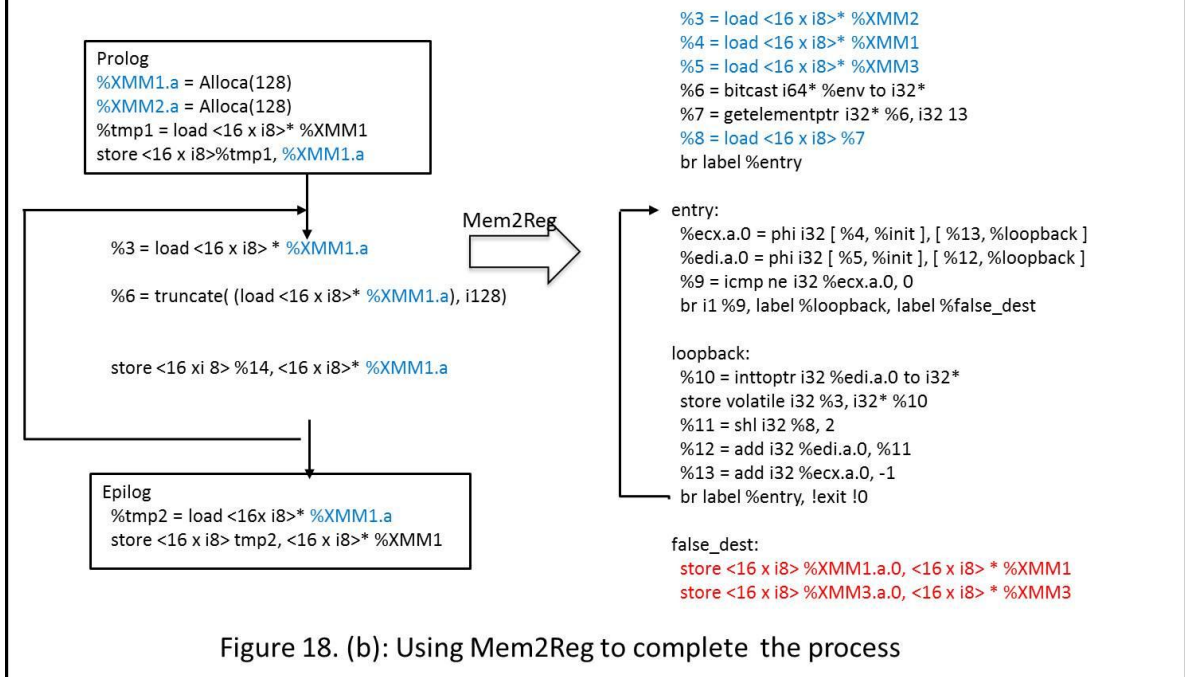 Prolog
%XMM1.a = Alloca(128)
%XMM2.a = Alloca(128)
%tmp1 = load <16 x i8>* %XMM1
store <16 x i8>%tmp1, %XMM1.a
%3 = load <16 x i8> * %XMM1.a
%6 = truncate( (load <16 x i8>* %XMM1.a), i128)
store <16 xi 8> %14, <16 x i8>* %XMM1.a
Epilog
%tmp2 = load <16x i8>* %XMM1.a
store <16 x i8> tmp2, <16 x i8>* %XMM1
Mem2Reg
%3 = load <16 x i8>* %XMM2
%4 = load <16 x i8>* %XMM1
%5 = load <16 x i8>* %XMM3
%6 = bitcast i64* %env to i32*
%7 = getelementptr i32* %6, i32 13
%8 = load <16 x i8> %7
br label %entry
entry:
%ecx.a.0 = phi i32 [ %4, %init ], [ %13, %loopback ]
%edi.a.0 = phi i32 [ %5, %init ], [ %12, %loopback ]
%9 = icmp ne i32 %ecx.a.0, 0
br i1 %9, label %loopback, label %false_dest
loopback:
%10 = inttoptr i32 %edi.a.0 to i32*
store volatile i32 %3, i32* %10
%11 = shl i32 %8, 2
%12 = add i32 %edi.a.0, %11
%13 = add i32 %ecx.a.0, -1
br label %entry, !exit !0
false_dest:
store <16 x i8> %XMM1.a.0, <16 x i8> * %XMM1
store <16 x i8> %XMM3.a.0, <16 x i8> * %XMM3
Figure 18. (b): Using Mem2Reg to complete the process